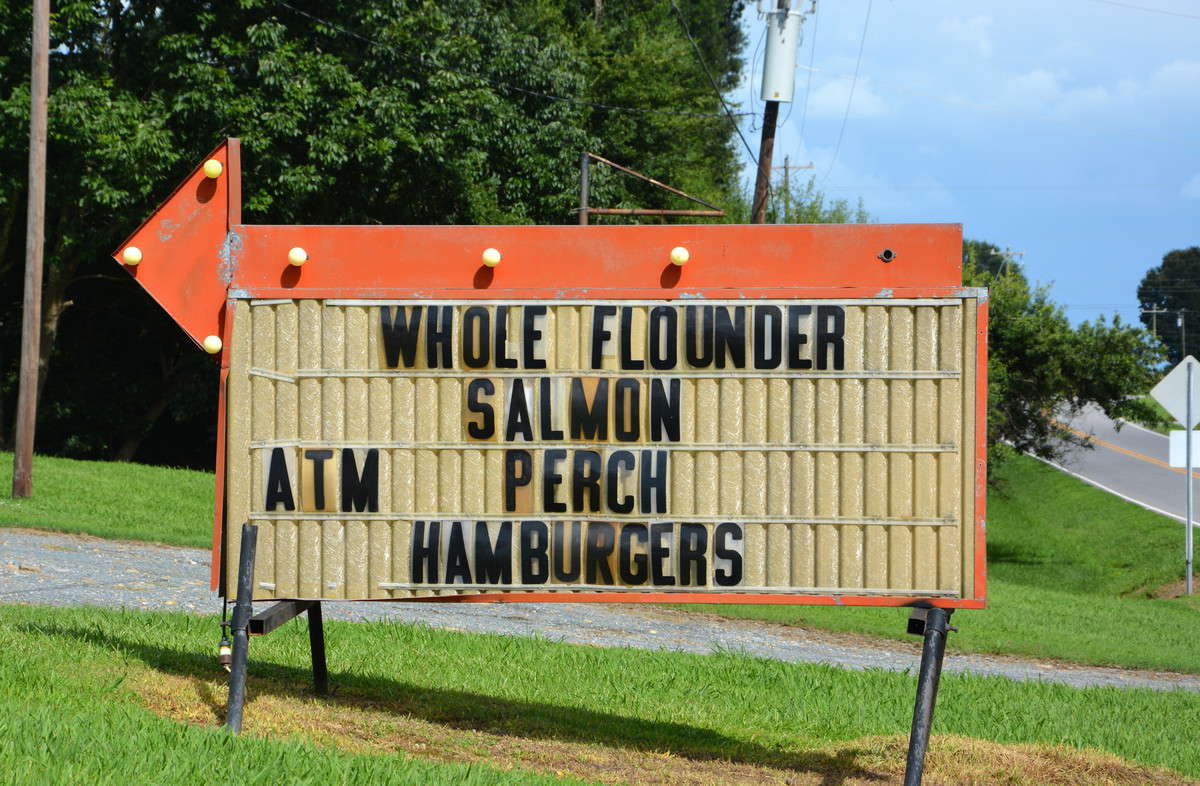 WHOLE FLOUNDER
SALMON
ATM PERCH
HAMBURGERS